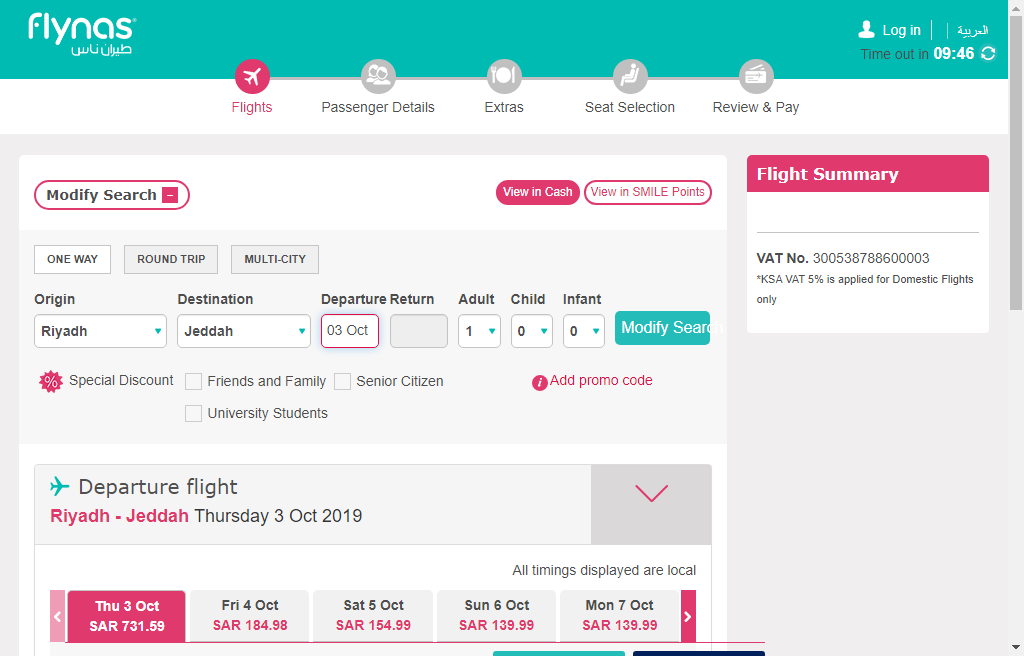 flynas
طيران ناس
Log in
العربية
Time out in 09:46
Flights
Passenger Details
Extras
Seat Selection
Review & Pay
Modify Search
View in Cash
View in SMILE Points
Flight Summary
ONE WAY
ROUND TRIP
MULTI-CITY
VAT No. 300538788600003
*KSA VAT 5% is applied for Domestic Flights
only
Origin
Destination
Departure
Return
Adult
Child
Infant
Riyadh
Jeddah
03 Oct
1
0
0
Modify Search
Special Discount
Friends and Family
Senior Citizen
Add promo code
University Students
Departure flight
Riyadh - Jeddah Thursday 3 Oct 2019
All timings displayed are local
Thu 3 Oct
SAR 731.59
Fri 4 Oct
SAR 184.98
Sat 5 Oct
SAR 154.99
Sun 6 Oct
SAR 139.99
Mon 7 Oct
SAR 139.99